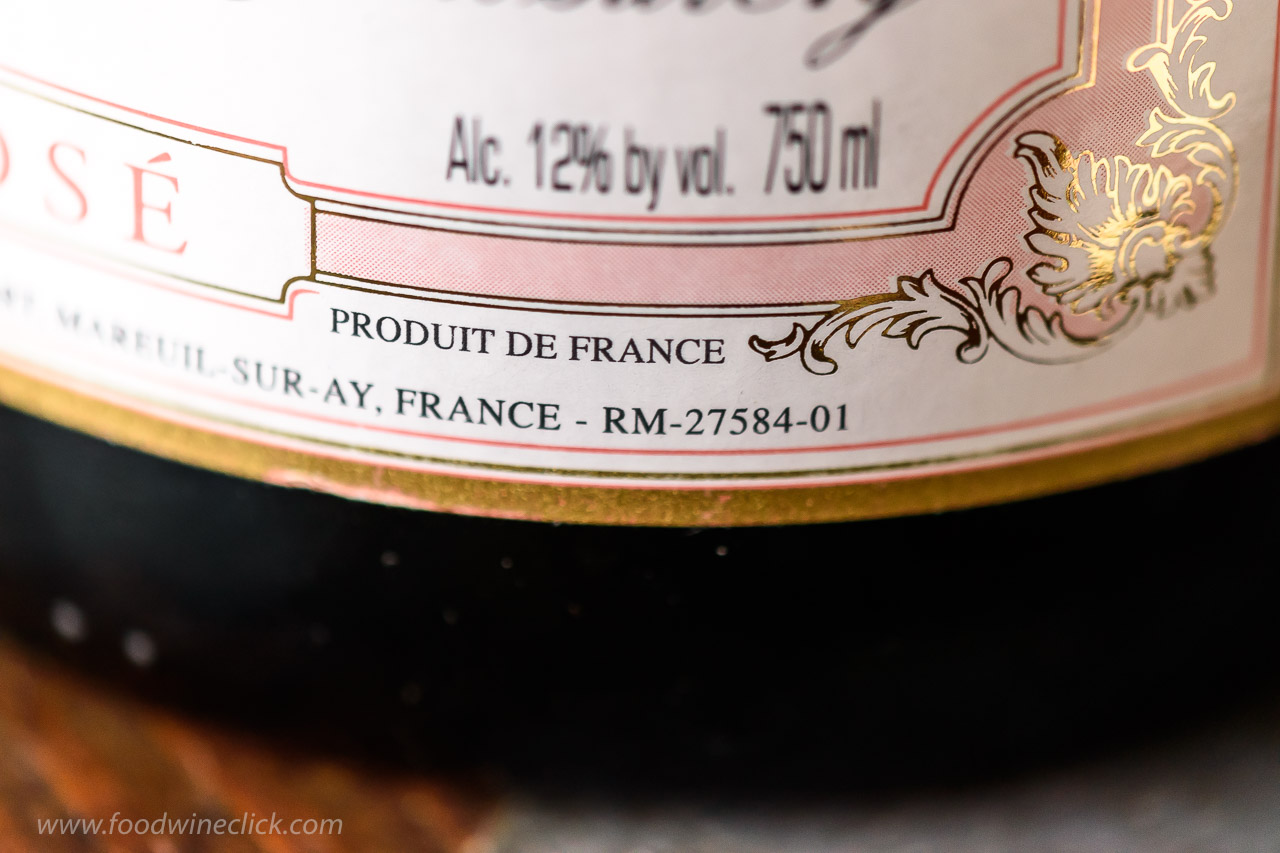 Alc. 12% by vol. 750 ml
OSÉ
PRODUIT DE FRANCE
MAREUIL-SUR-AY, FRANCE - RM-27584-01
www.foodwineclick.com